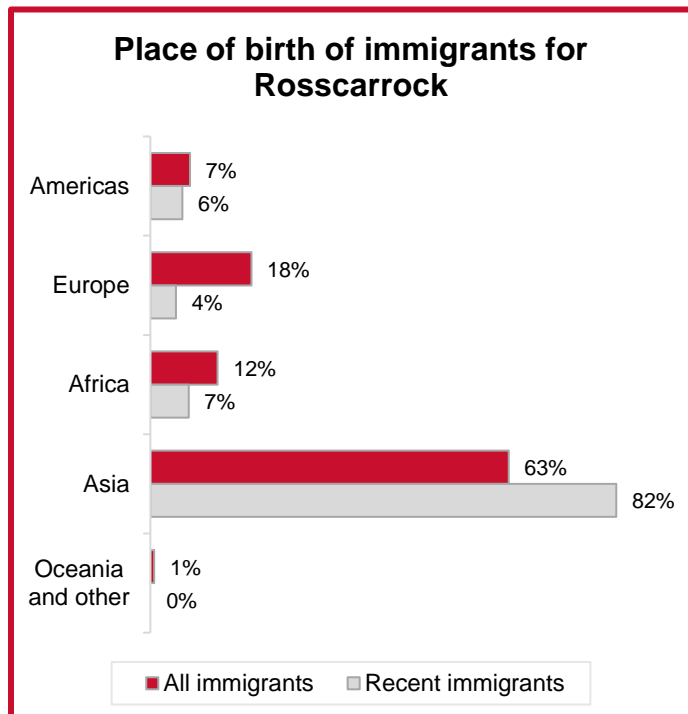 Place of birth of immigrants for
Rosscarrock
Americas
7%
6%
Europe
18%
4%
Africa
12%
7%
Asia
63%
82%
Oceania
and other
1%
0%
All immigrants
Recent immigrants